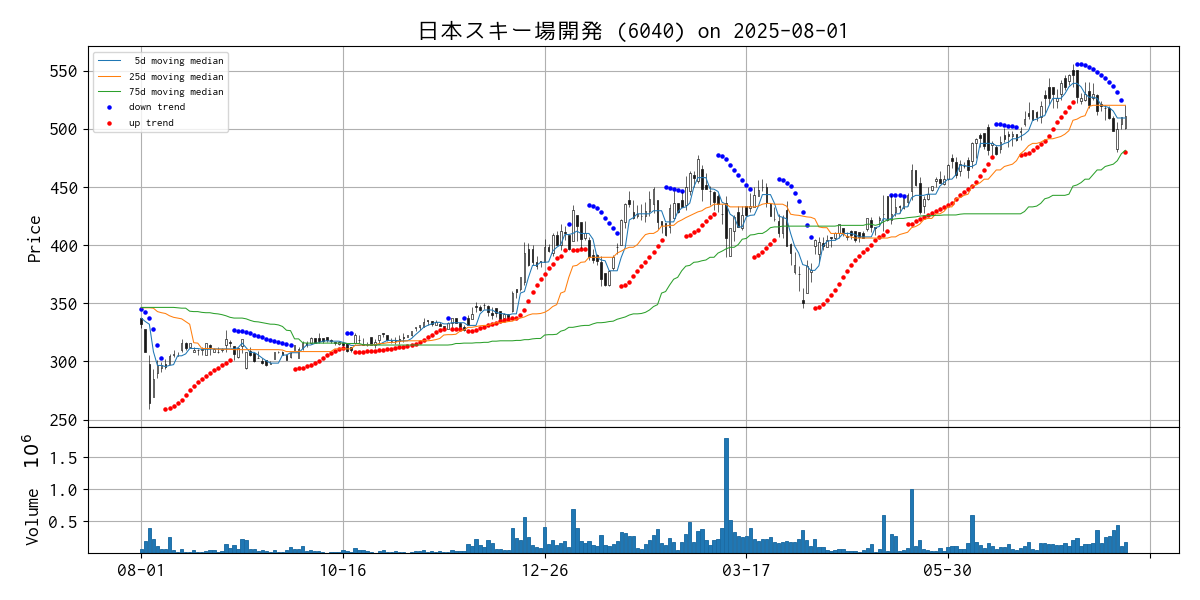 日本スキー場開発 (6040) on 2025-08-01
5d moving median
25d moving median
75d moving median
down trend
up trend
550
500
450
400
350
300
250
Price
1.5
1.0
0.5
Volume 10^6
08-01 10-16 12-26 03-17 05-30